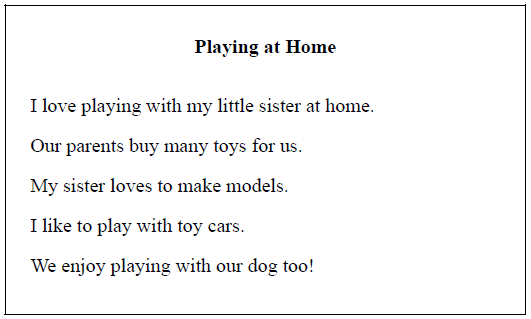 Playing at Home
I love playing with my little sister at home.
Our parents buy many toys for us.
My sister loves to make models.
I like to play with toy cars.
We enjoy playing with our dog too!